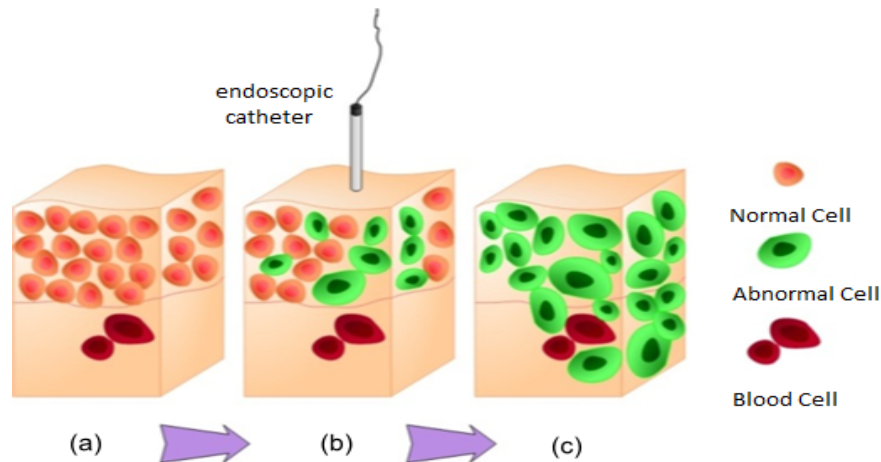 endoscopic
catheter
Normal Cell
Abnormal Cell
Blood Cell
(a)
(b)
(c)